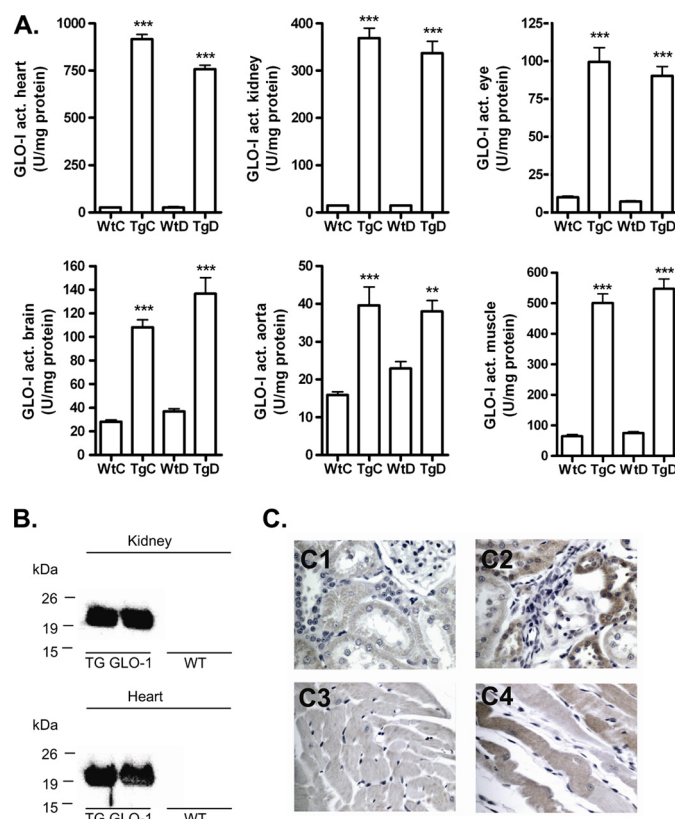 A.
GLO-I act. heart
(U/mg protein)
1000
750
500
250
0
***
***
WtC TgC WtD TgD
GLO-I act. kidney
(U/mg protein)
400
300
200
100
0
***
***
WtC TgC WtD TgD
GLO-I act. eye
(U/mg protein)
125
100
75
50
25
0
***
***
WtC TgC WtD TgD
GLO-I act. brain
(U/mg protein)
160
140
120
100
80
60
40
20
0
***
***
WtC TgC WtD TgD
GLO-I act. aorta
(U/mg protein)
50
40
30
20
10
0
***
**
WtC TgC WtD TgD
GLO-I act. muscle
(U/mg protein)
600
500
400
300
200
100
0
***
***
WtC TgC WtD TgD
B.
Kidney
kDa
26
19
15
TG GLO-1 WT
Heart
kDa
26
19
15
TG GLO-1 WT
C.
C1
C2
C3
C4